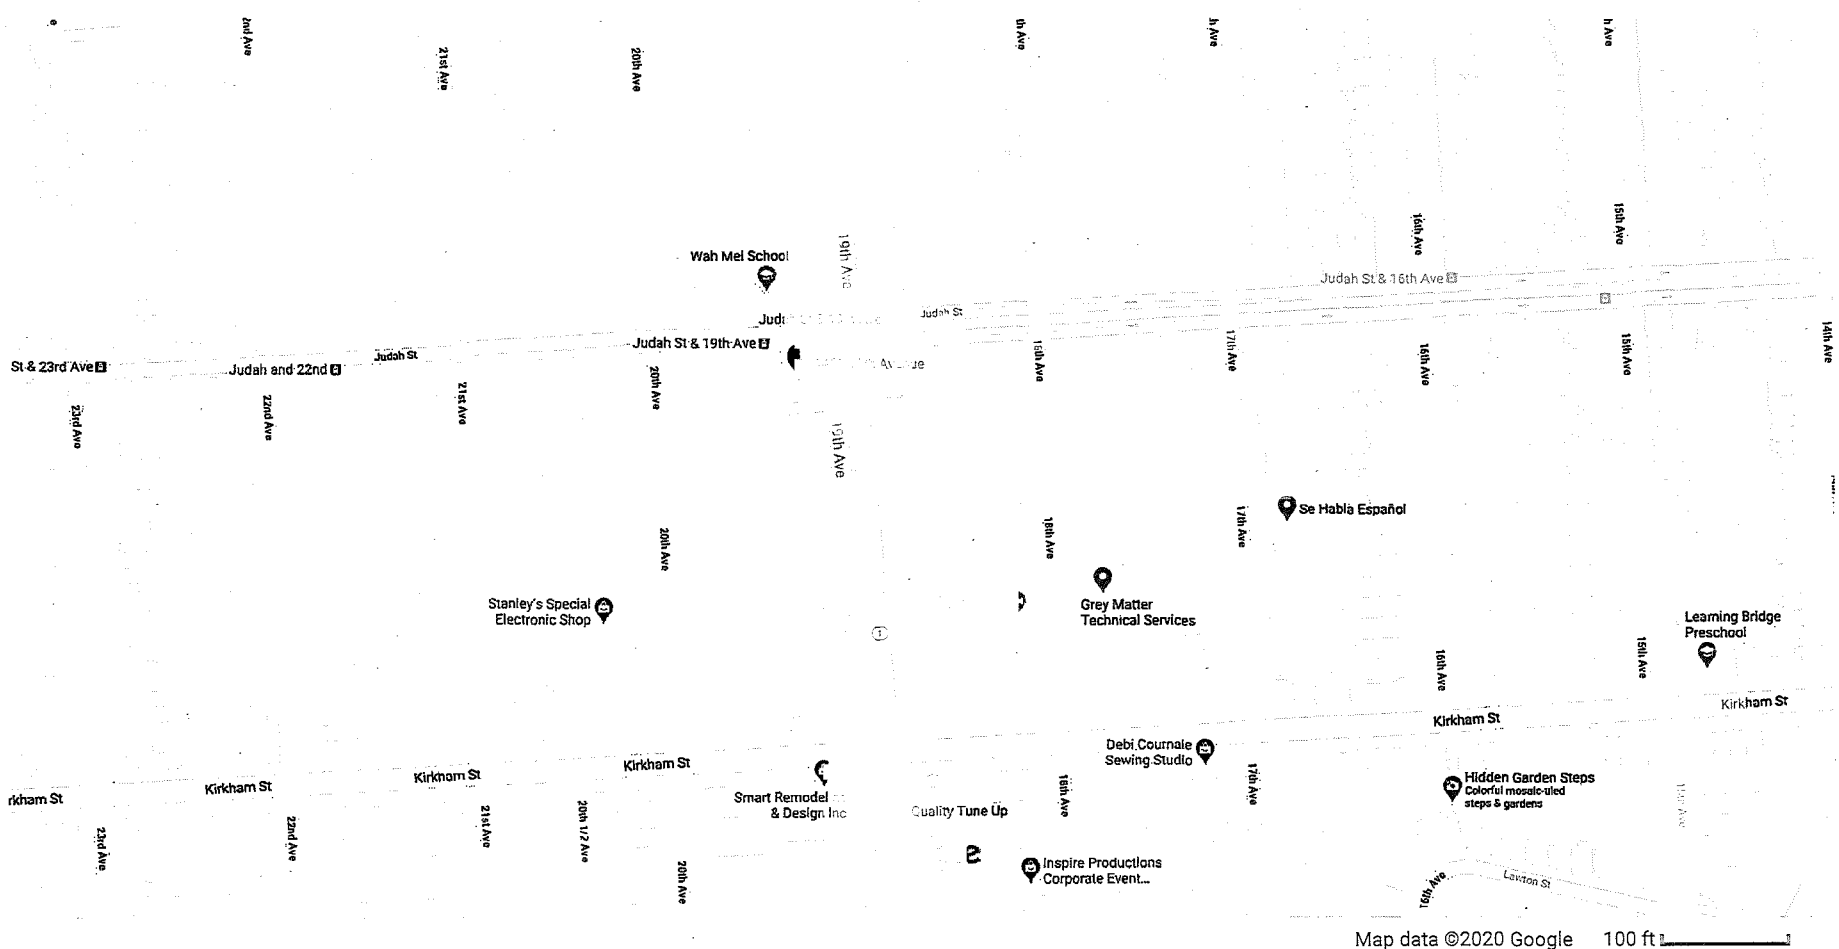 21st Ave
20th Ave
Wah Mei School
19th Ave
16th Ave
15th Ave
Judah St & 16th Ave
Judah St
Judah St & 19th Ave
Judah St
St & 23rd Ave
Judah and 22nd
23rd Ave
22nd Ave
21st Ave
20th Ave
19th Ave
18th Ave
17th Ave
16th Ave
15th Ave
14th Ave
Se Habla Español
20th Ave
18th Ave
17th Ave
Stanley's Special
Electronic Shop
Grey Matter
Technical Services
1
Learning Bridge
Preschool
16th Ave
15th Ave
Kirkham St
Kirkham St
Debi Cournale
Sewing Studio
Kirkham St
Kirkham St
Kirkham St
rkham St
Smart Remodel
& Design Inc
Quality Tune Up
18th Ave
17th Ave
Hidden Garden Steps
Colorful mosaic-tiled
steps & gardens
23rd Ave
22nd Ave
21st Ave
20th 1/2 Ave
20th Ave
Inspire Productions
Corporate Event...
16th Ave
Lawton St
Map data ©2020 Google
100 ft